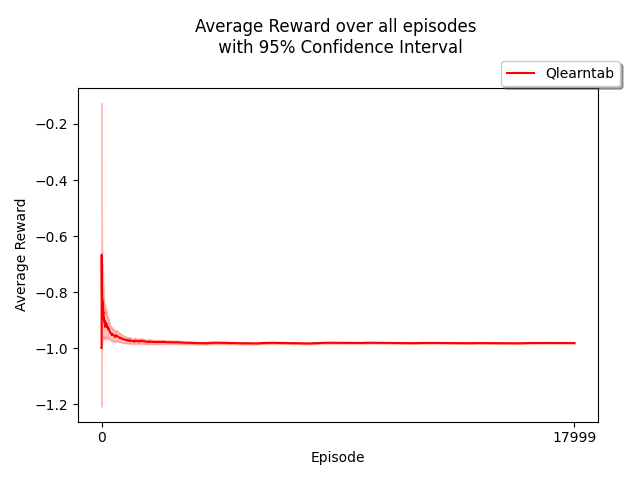 Average Reward over all episodes
with 95% Confidence Interval
Qlearntab
−0.2
−0.4
−0.6
−0.8
−1.0
−1.2
Average Reward
0
17999
Episode